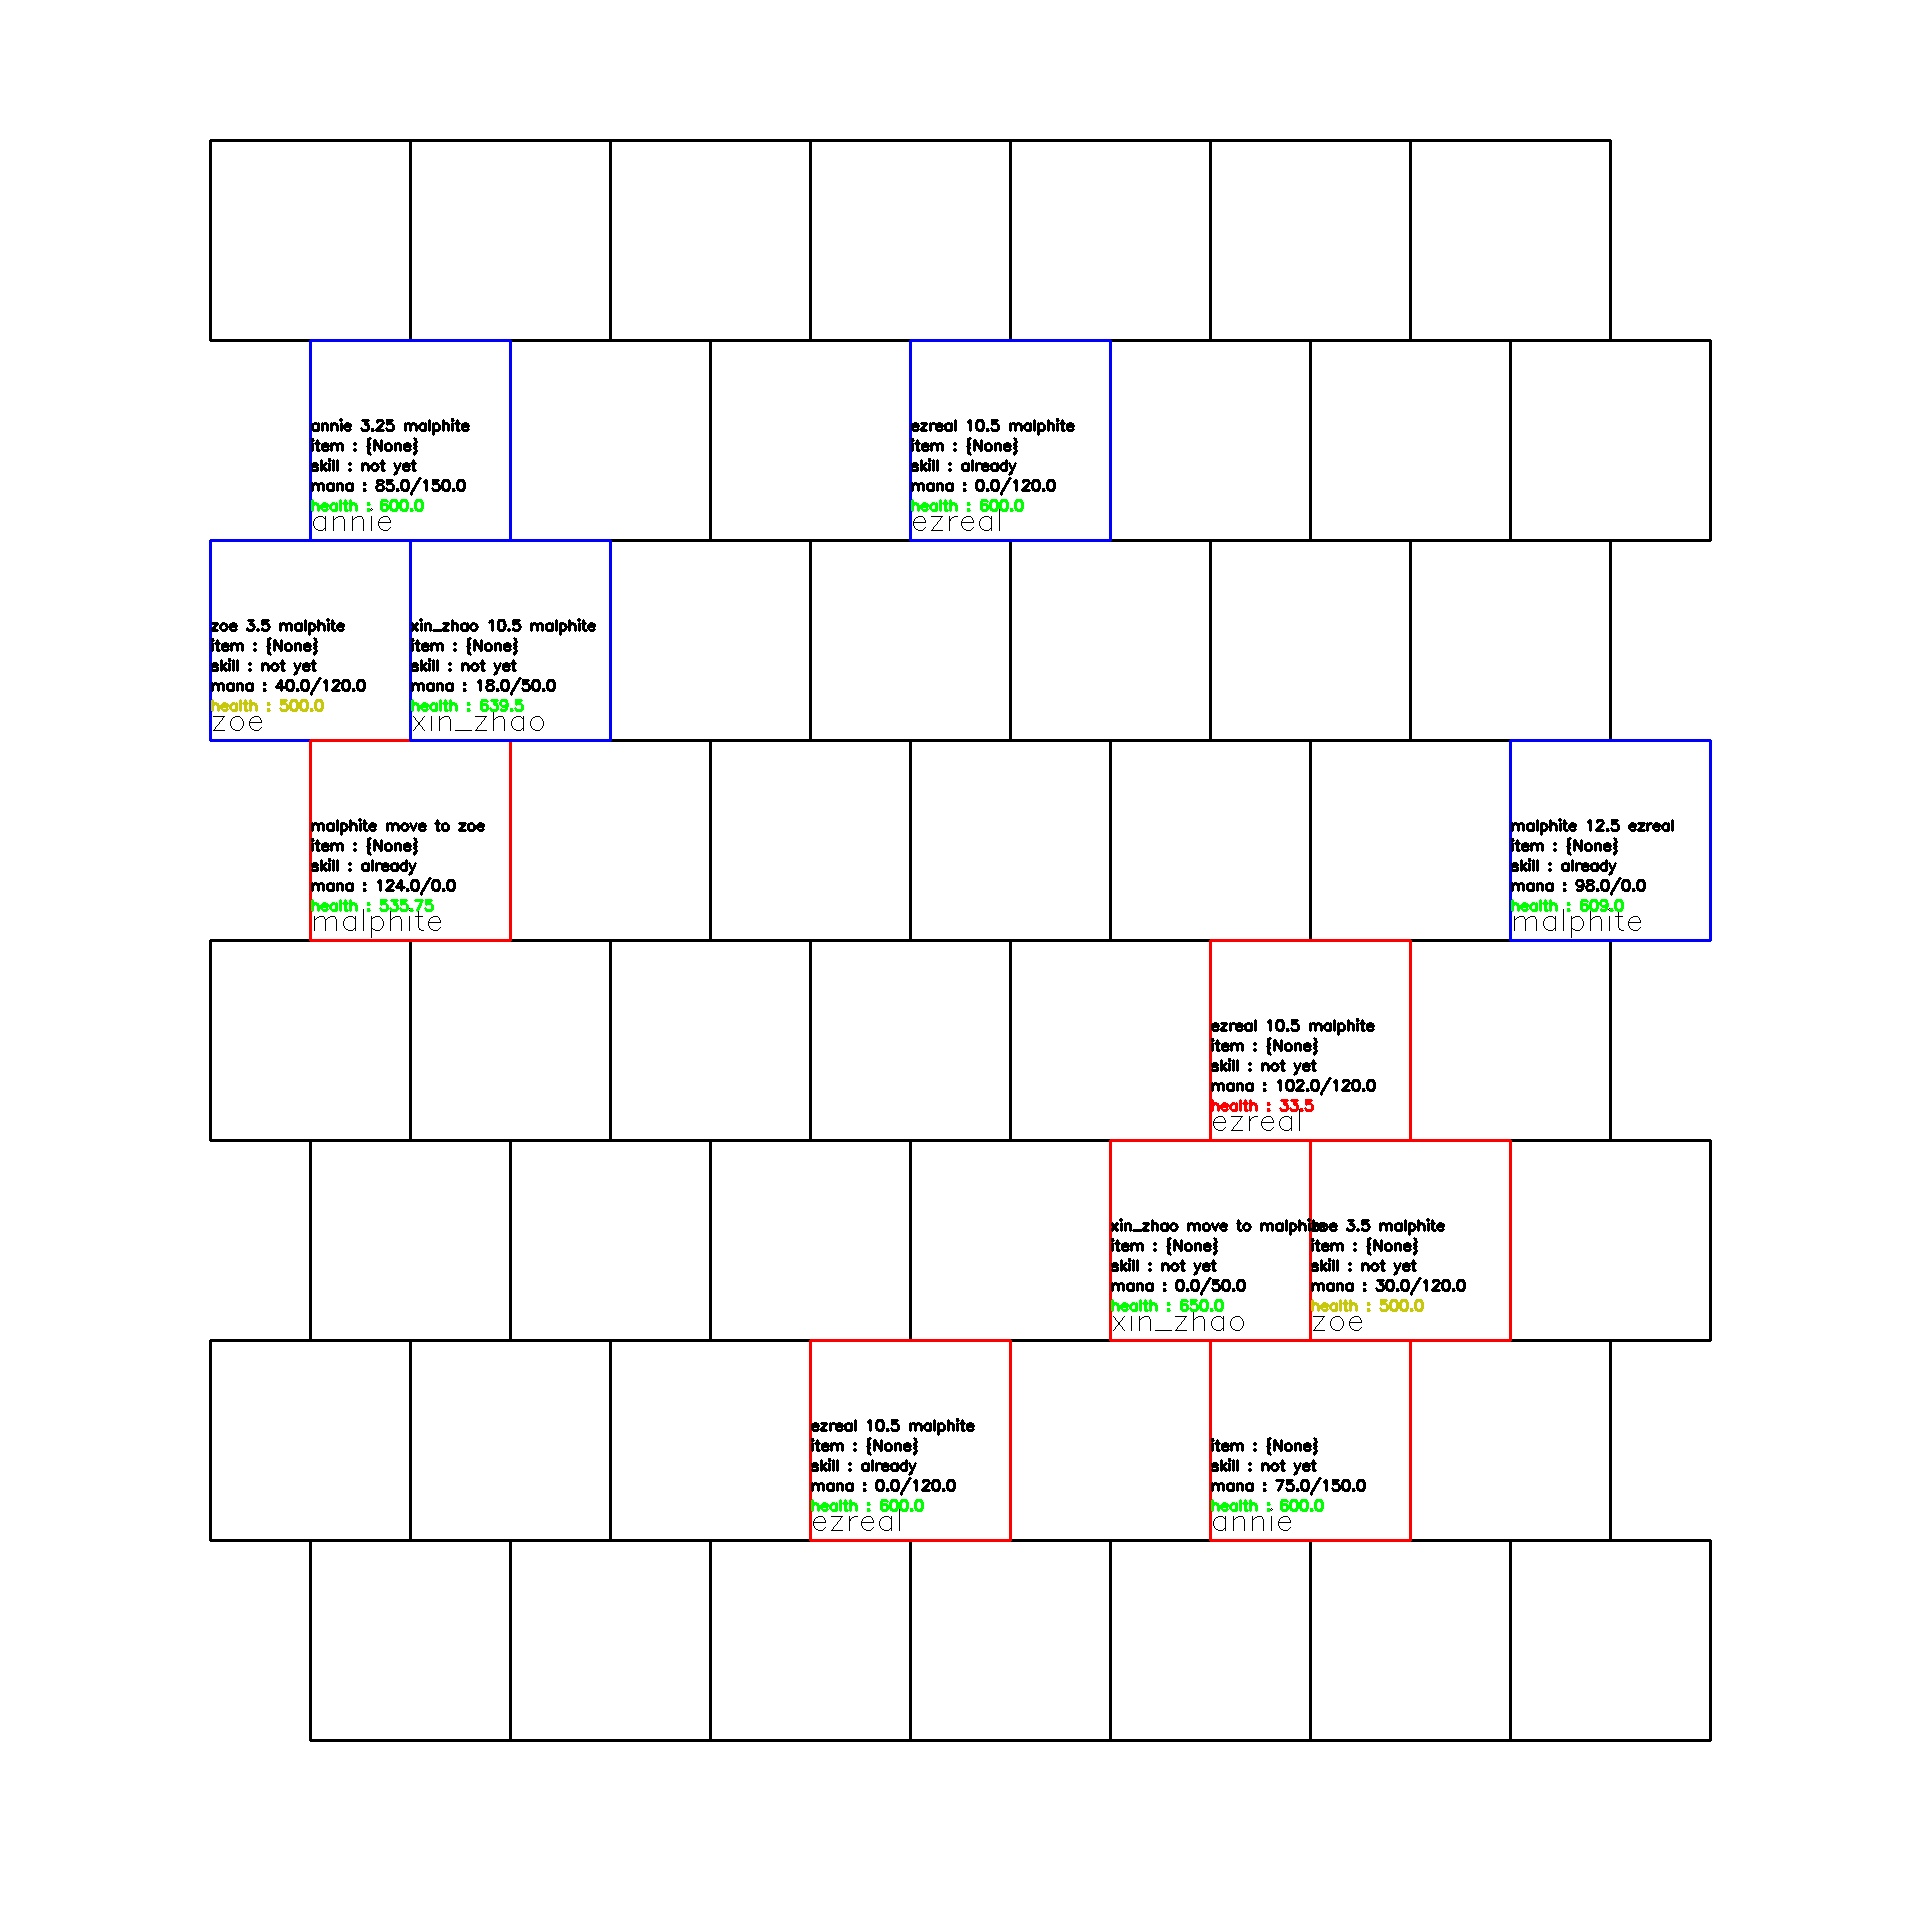 annie 3.25 malphite
item : {None}
skill : not yet
mana : 85.0/150.0
health : 600.0
annie
ezreal 10.5 malphite
item : {None}
skill : already
mana : 0.0/120.0
health : 600.0
ezreal
zoe 3.5 malphite
item : {None}
skill : not yet
mana : 40.0/120.0
health : 500.0
zoe
xin_zhao 10.5 malphite
item : {None}
skill : not yet
mana : 18.0/50.0
health : 639.5
xin_zhao
malphite move to zoe
item : {None}
skill : already
mana : 124.0/0.0
health : 535.75
malphite
malphite 12.5 ezreal
item : {None}
skill : already
mana : 98.0/0.0
health : 609.0
malphite
ezreal 10.5 malphite
item : {None}
skill : not yet
mana : 102.0/120.0
health : 33.5
ezreal
xin_zhao move to malphite
item : {None}
skill : not yet
mana : 0.0/50.0
health : 650.0
xin_zhao
zoe 3.5 malphite
item : {None}
skill : not yet
mana : 30.0/120.0
health : 500.0
zoe
ezreal 10.5 malphite
item : {None}
skill : already
mana : 0.0/120.0
health : 600.0
ezreal
item : {None}
skill : not yet
mana : 75.0/150.0
health : 600.0
annie